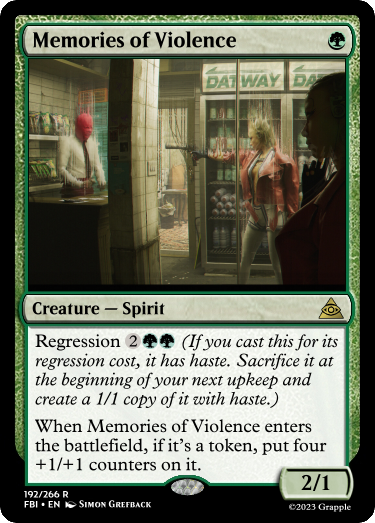 Memories of Violence
DATWAY DATW
Creature — Spirit
Regression 2 (If you cast this for its
regression cost, it has haste. Sacrifice it at
the beginning of your next upkeep and
create a 1/1 copy of it with haste.)
When Memories of Violence enters
the battlefield, if it's a token, put four
+1/+1 counters on it.
2/1
192/266 R
FBI • EN SIMON GREFBACK
©2023 Grapple